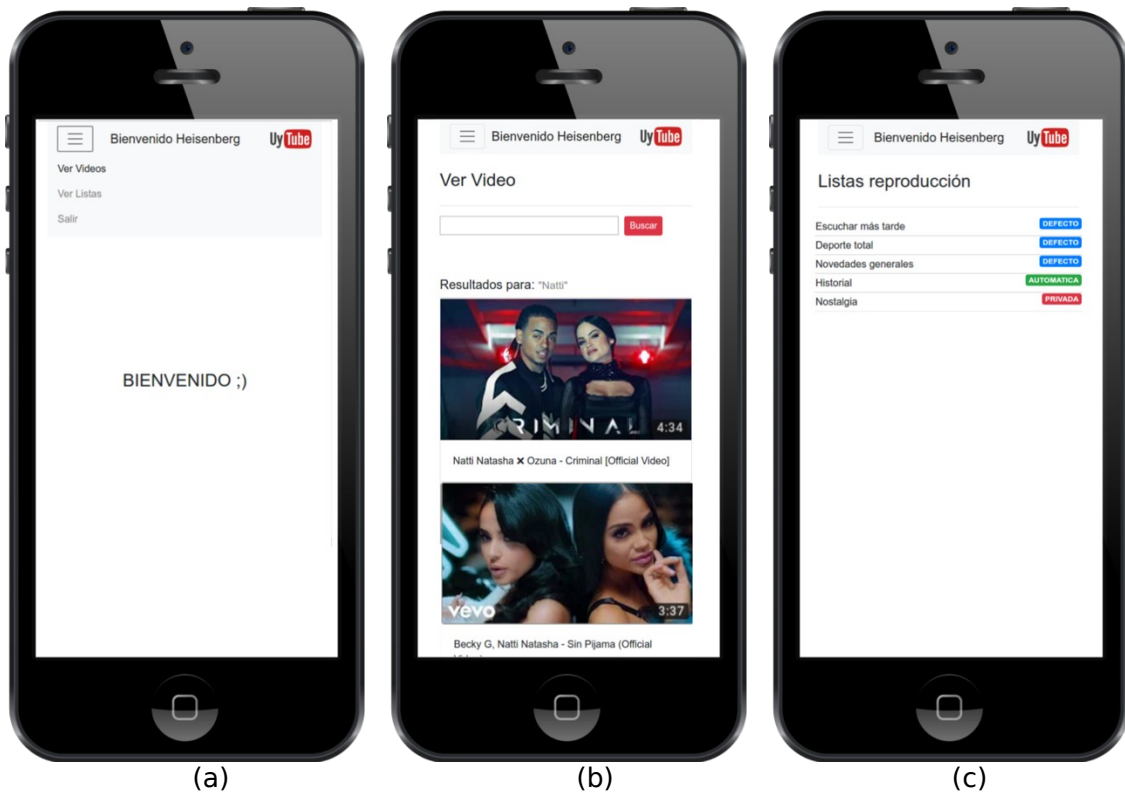 Bienvenido Heisenberg
UyTube
Ver Videos
Ver Listas
Salir
BIENVENIDO ;)
(a)
Bienvenido Heisenberg
UyTube
Ver Video
Buscar
Resultados para: "Natti"
CRIMINAL
4:34
Natti Natasha ✕ Ozuna - Criminal [Official Video]
vevo
3:37
Becky G, Natti Natasha - Sin Pijama (Official
(b)
Bienvenido Heisenberg
UyTube
Listas reproducción
Escuchar más tarde DEFECTO
Deporte total DEFECTO
Novedades generales DEFECTO
Historial AUTOMATICA
Nostalgia PRIVADA
(c)